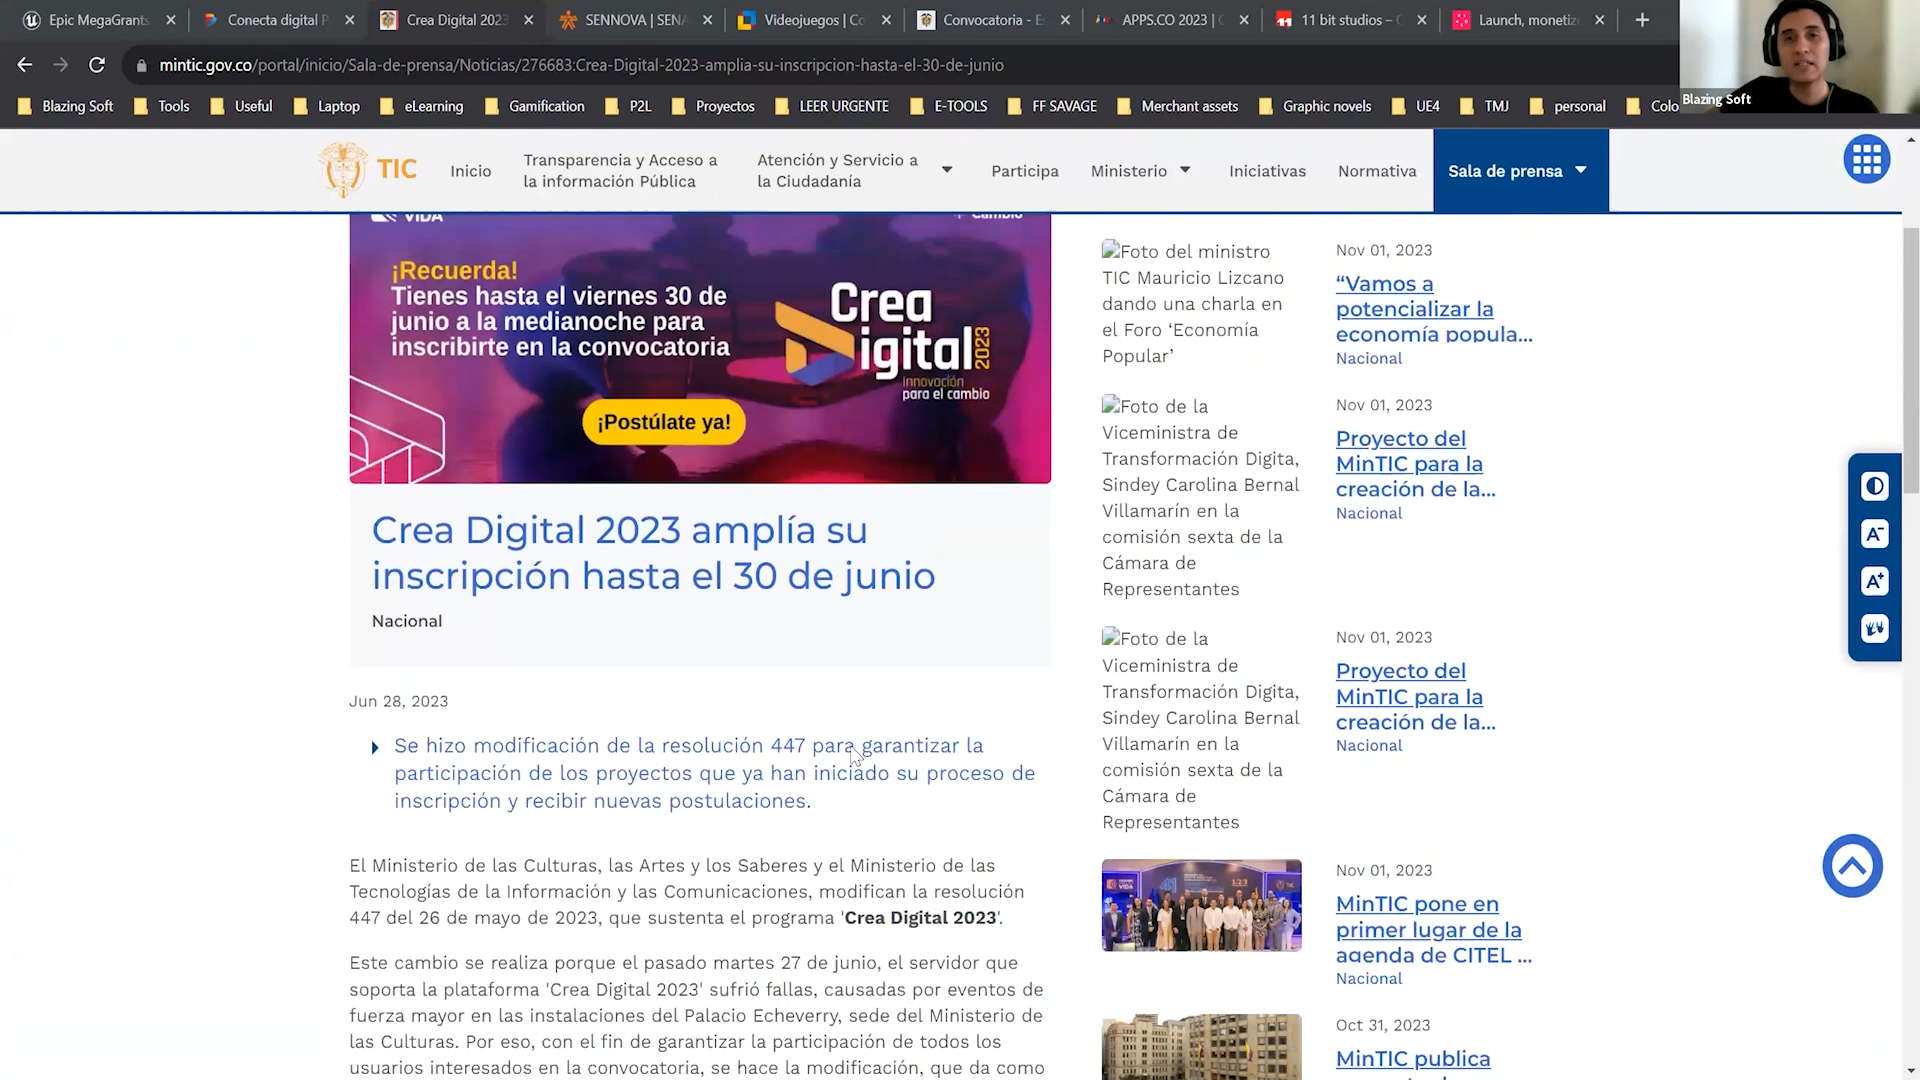 Epic MegaGrants
Conecta digital P
Crea Digital 2023
SENNOVA | SENA
Videojuegos | Co
Convocatoria - E
APPS.CO 2023 | C
11 bit studios – C
Launch, monetiz
mintic.gov.co/portal/inicio/Sala-de-prensa/Noticias/276683:Crea-Digital-2023-amplia-su-inscripcion-hasta-el-30-de-junio
Blazing Soft
Tools
Useful
Laptop
eLearning
Gamification
P2L
Proyectos
LEER URGENTE
E-TOOLS
FF SAVAGE
Merchant assets
Graphic novels
UE4
TMJ
personal
Colo
Blazing Soft
TIC
Inicio
Transparencia y Acceso a
la información Pública
Atención y Servicio a
la Ciudadanía
Participa
Ministerio
Iniciativas
Normativa
Sala de prensa
VIDA
Cambio
¡Recuerda!
Tienes hasta el viernes 30 de
junio a la medianoche para
inscribirte en la convocatoria
¡Postúlate ya!
Crea
Digital 2023
innovación
para el cambio
Crea Digital 2023 amplía su
inscripción hasta el 30 de junio
Nacional
Jun 28, 2023
Se hizo modificación de la resolución 447 para garantizar la
participación de los proyectos que ya han iniciado su proceso de
inscripción y recibir nuevas postulaciones.
El Ministerio de las Culturas, las Artes y los Saberes y el Ministerio de las
Tecnologías de la Información y las Comunicaciones, modifican la resolución
447 del 26 de mayo de 2023, que sustenta el programa 'Crea Digital 2023'.
Este cambio se realiza porque el pasado martes 27 de junio, el servidor que
soporta la plataforma 'Crea Digital 2023' sufrió fallas, causadas por eventos de
fuerza mayor en las instalaciones del Palacio Echeverry, sede del Ministerio de
las Culturas. Por eso, con el fin de garantizar la participación de todos los
usuarios interesados en la convocatoria, se hace la modificación, que da como
Foto del ministro
TIC Mauricio Lizcano
dando una charla en
el Foro ‘Economía
Popular’
Nov 01, 2023
“Vamos a
potencializar la
economía popula...
Nacional
Foto de la
Viceministra de
Transformación Digita,
Sindey Carolina Bernal
Villamarín en la
comisión sexta de la
Cámara de
Representantes
Nov 01, 2023
Proyecto del
MinTIC para la
creación de la...
Nacional
Foto de la
Viceministra de
Transformación Digita,
Sindey Carolina Bernal
Villamarín en la
comisión sexta de la
Cámara de
Representantes
Nov 01, 2023
Proyecto del
MinTIC para la
creación de la...
Nacional
Nov 01, 2023
MinTIC pone en
primer lugar de la
agenda de CITEL ...
Nacional
Oct 31, 2023
MinTIC publica
A-
A+